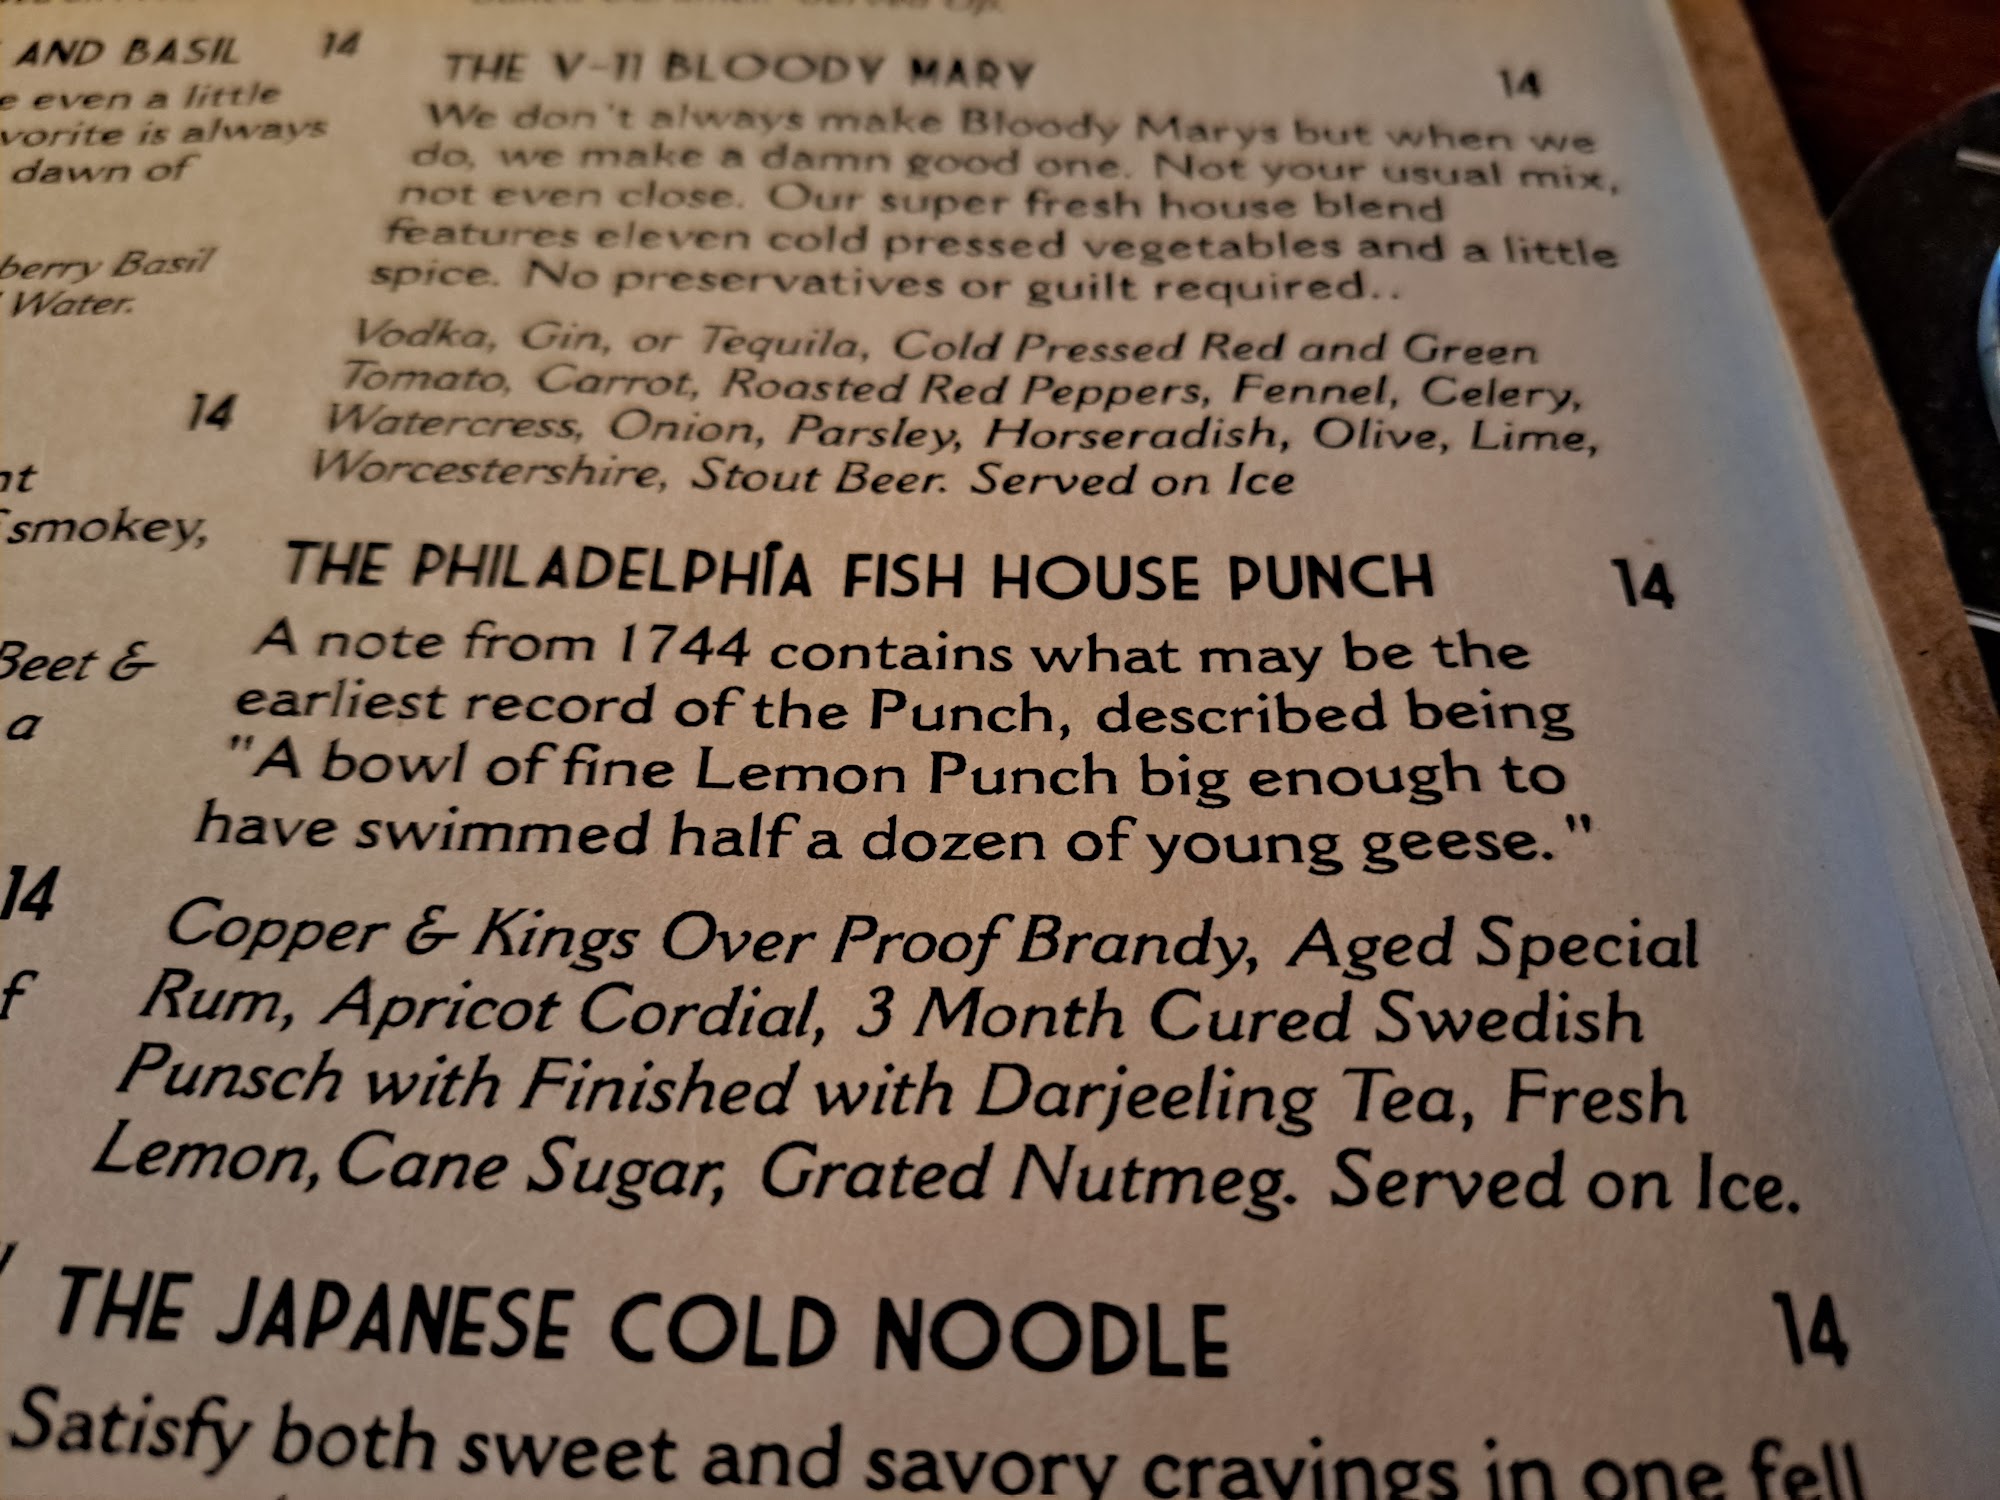 AND BASIL 14
even a little
vorite is always
dawn of
berry Basil
Water.
14
nt
smokey,
Beet &
a
14
f
Served Up.
THE V-11 BLOODY MARY 14
We don't always make Bloody Marys but when we
do, we make a damn good one. Not your usual mix,
not even close. Our super fresh house blend
features eleven cold pressed vegetables and a little
spice. No preservatives or guilt required..
Vodka, Gin, or Tequila, Cold Pressed Red and Green
Tomato, Carrot, Roasted Red Peppers, Fennel, Celery,
Watercress, Onion, Parsley, Horseradish, Olive, Lime,
Worcestershire, Stout Beer. Served on Ice
THE PHILADELPHIA FISH HOUSE PUNCH 14
A note from 1744 contains what may be the
earliest record of the Punch, described being
"A bowl of fine Lemon Punch big enough to
have swimmed half a dozen of young geese."
Copper & Kings Over Proof Brandy, Aged Special
Rum, Apricot Cordial, 3 Month Cured Swedish
Punsch with Finished with Darjeeling Tea, Fresh
Lemon, Cane Sugar, Grated Nutmeg. Served on Ice.
THE JAPANESE COLD NOODLE 14
Satisfy both sweet and savory cravings in one fell